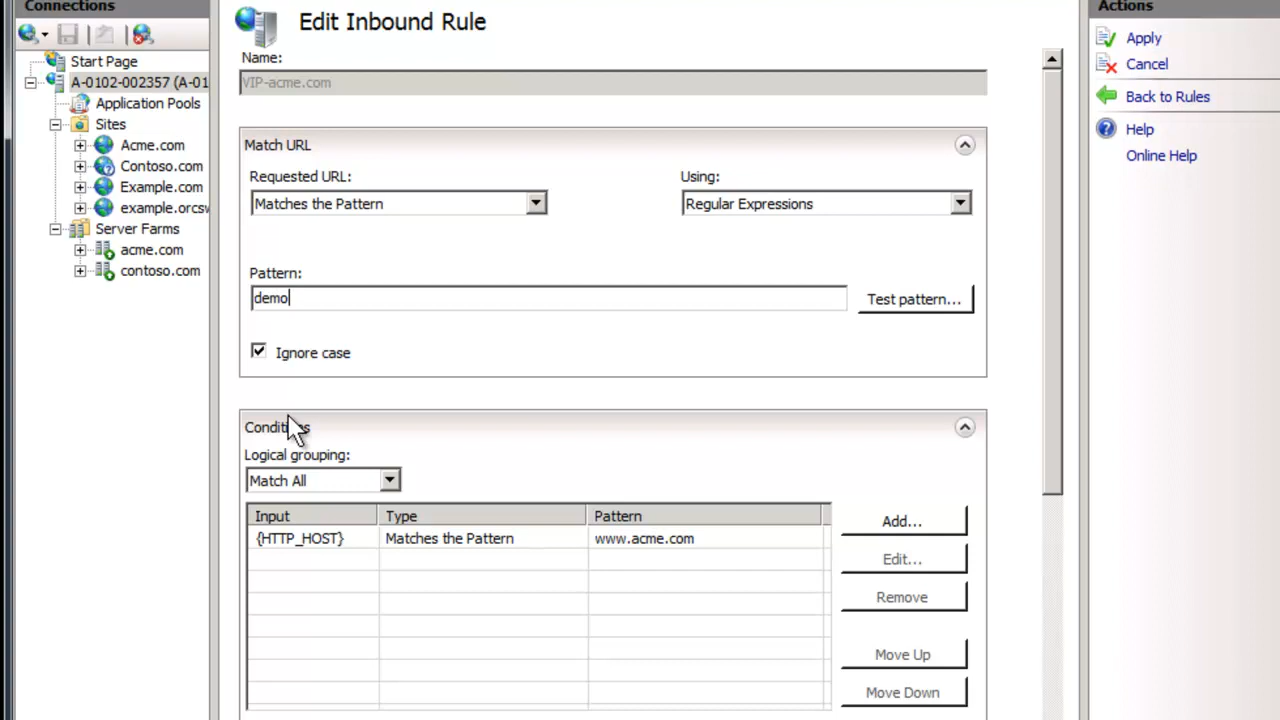 Connections
Start Page
A-0102-002357 (A-01
Application Pools
Sites
Acme.com
Contoso.com
Example.com
example.orcsw
Server Farms
acme.com
contoso.com
Edit Inbound Rule
Name:
VIP-acme.com
Match URL
Requested URL:
Using:
Matches the Pattern
Regular Expressions
Pattern:
demo
Test pattern...
Ignore case
Conditions
Logical grouping:
Match All
Input Type Pattern
{HTTP_HOST} Matches the Pattern www.acme.com
Add...
Edit...
Remove
Move Up
Move Down
Actions
Apply
Cancel
Back to Rules
Help
Online Help